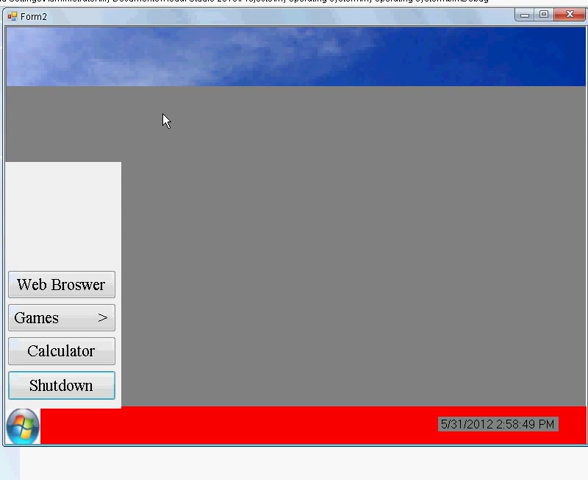 Form2
Web Broswer
Games >
Calculator
Shutdown
5/31/2012 2:58:49 PM